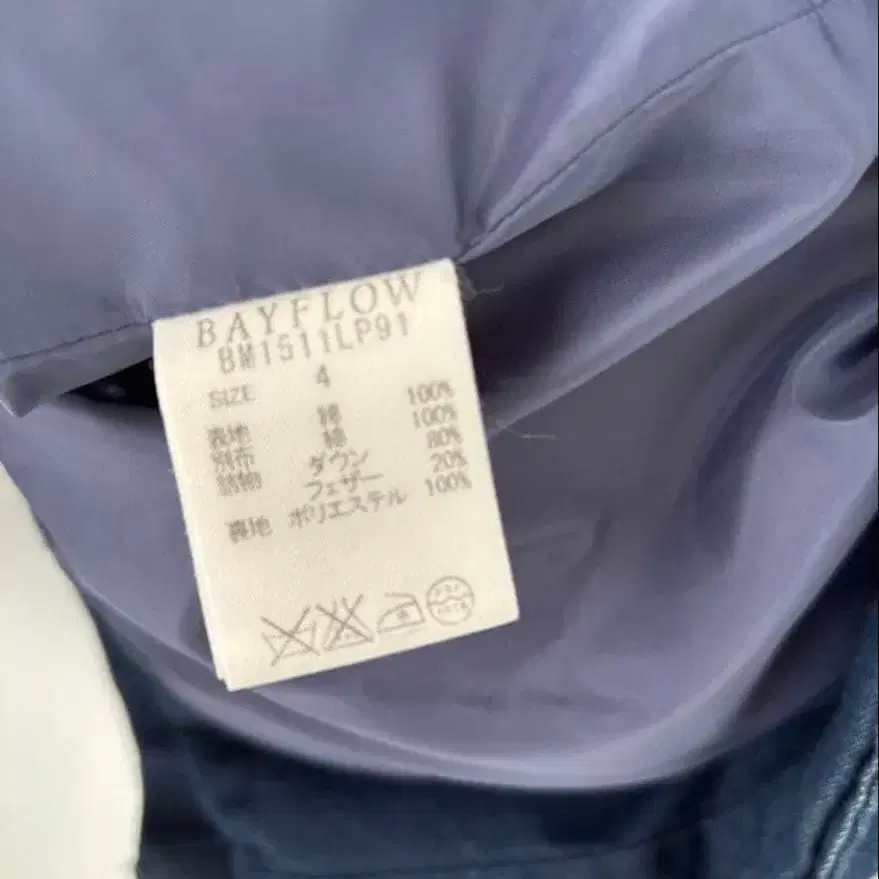 BAYFLOW
BM1511LP91
SIZE 4
表地 綿 100%
別布 綿 100%
詰物 ダウン 80%
フェザー 20%
裏地 ポリエステル 100%